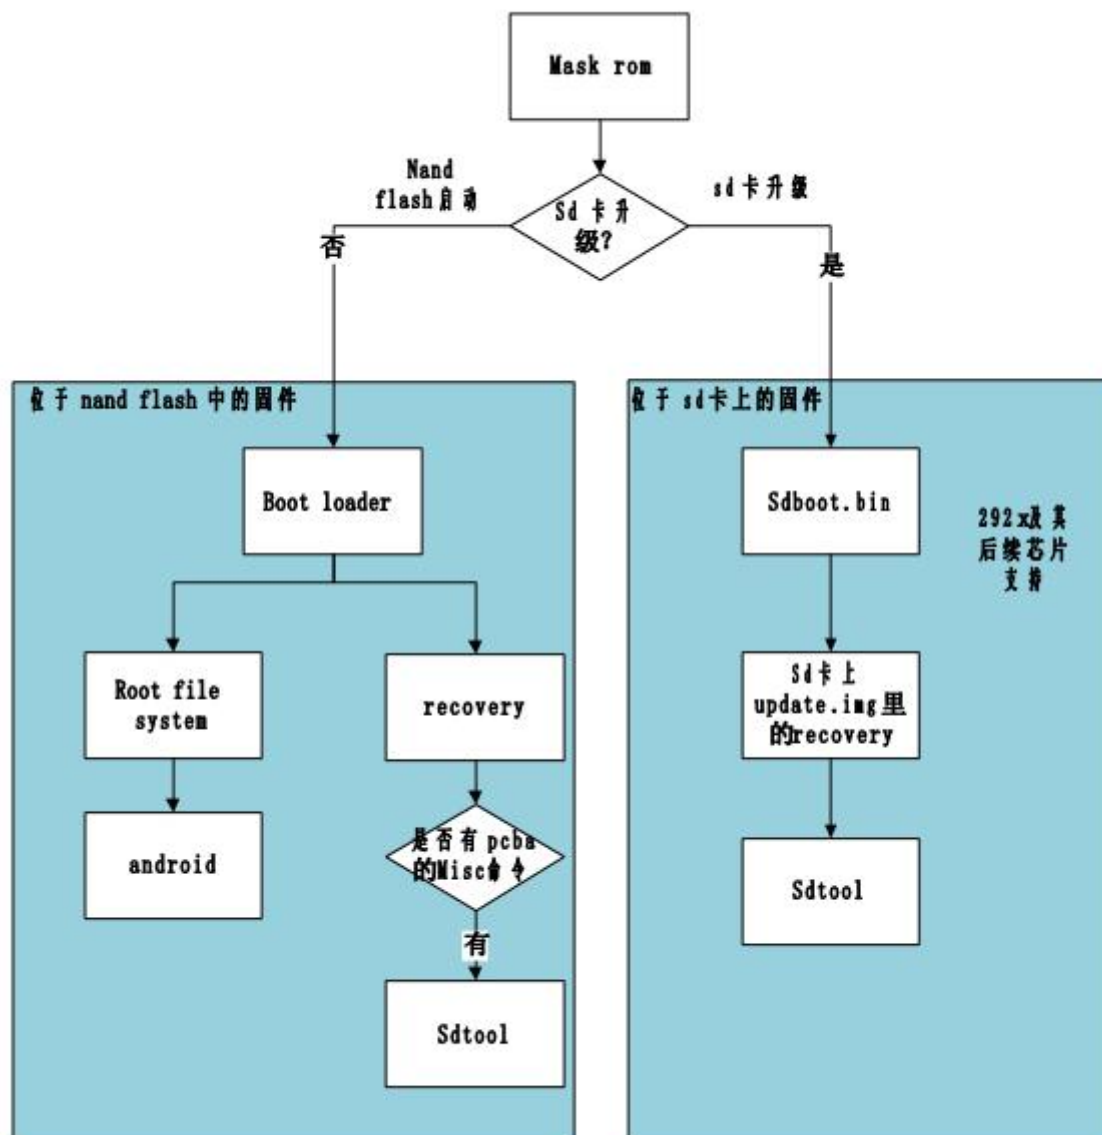 Mask rom
Nand
flash启动
sd卡升级
Sd 卡升
级?
否
是
位于 nand flash 中的固件
位于 sd卡上的固件
Boot loader
Sdboot.bin
292x及其
后续芯片
支持
Root file
system
recovery
Sd卡上
update.img里
的recovery
android
是否有pcba
的Misc命令
Sdtool
有
Sdtool